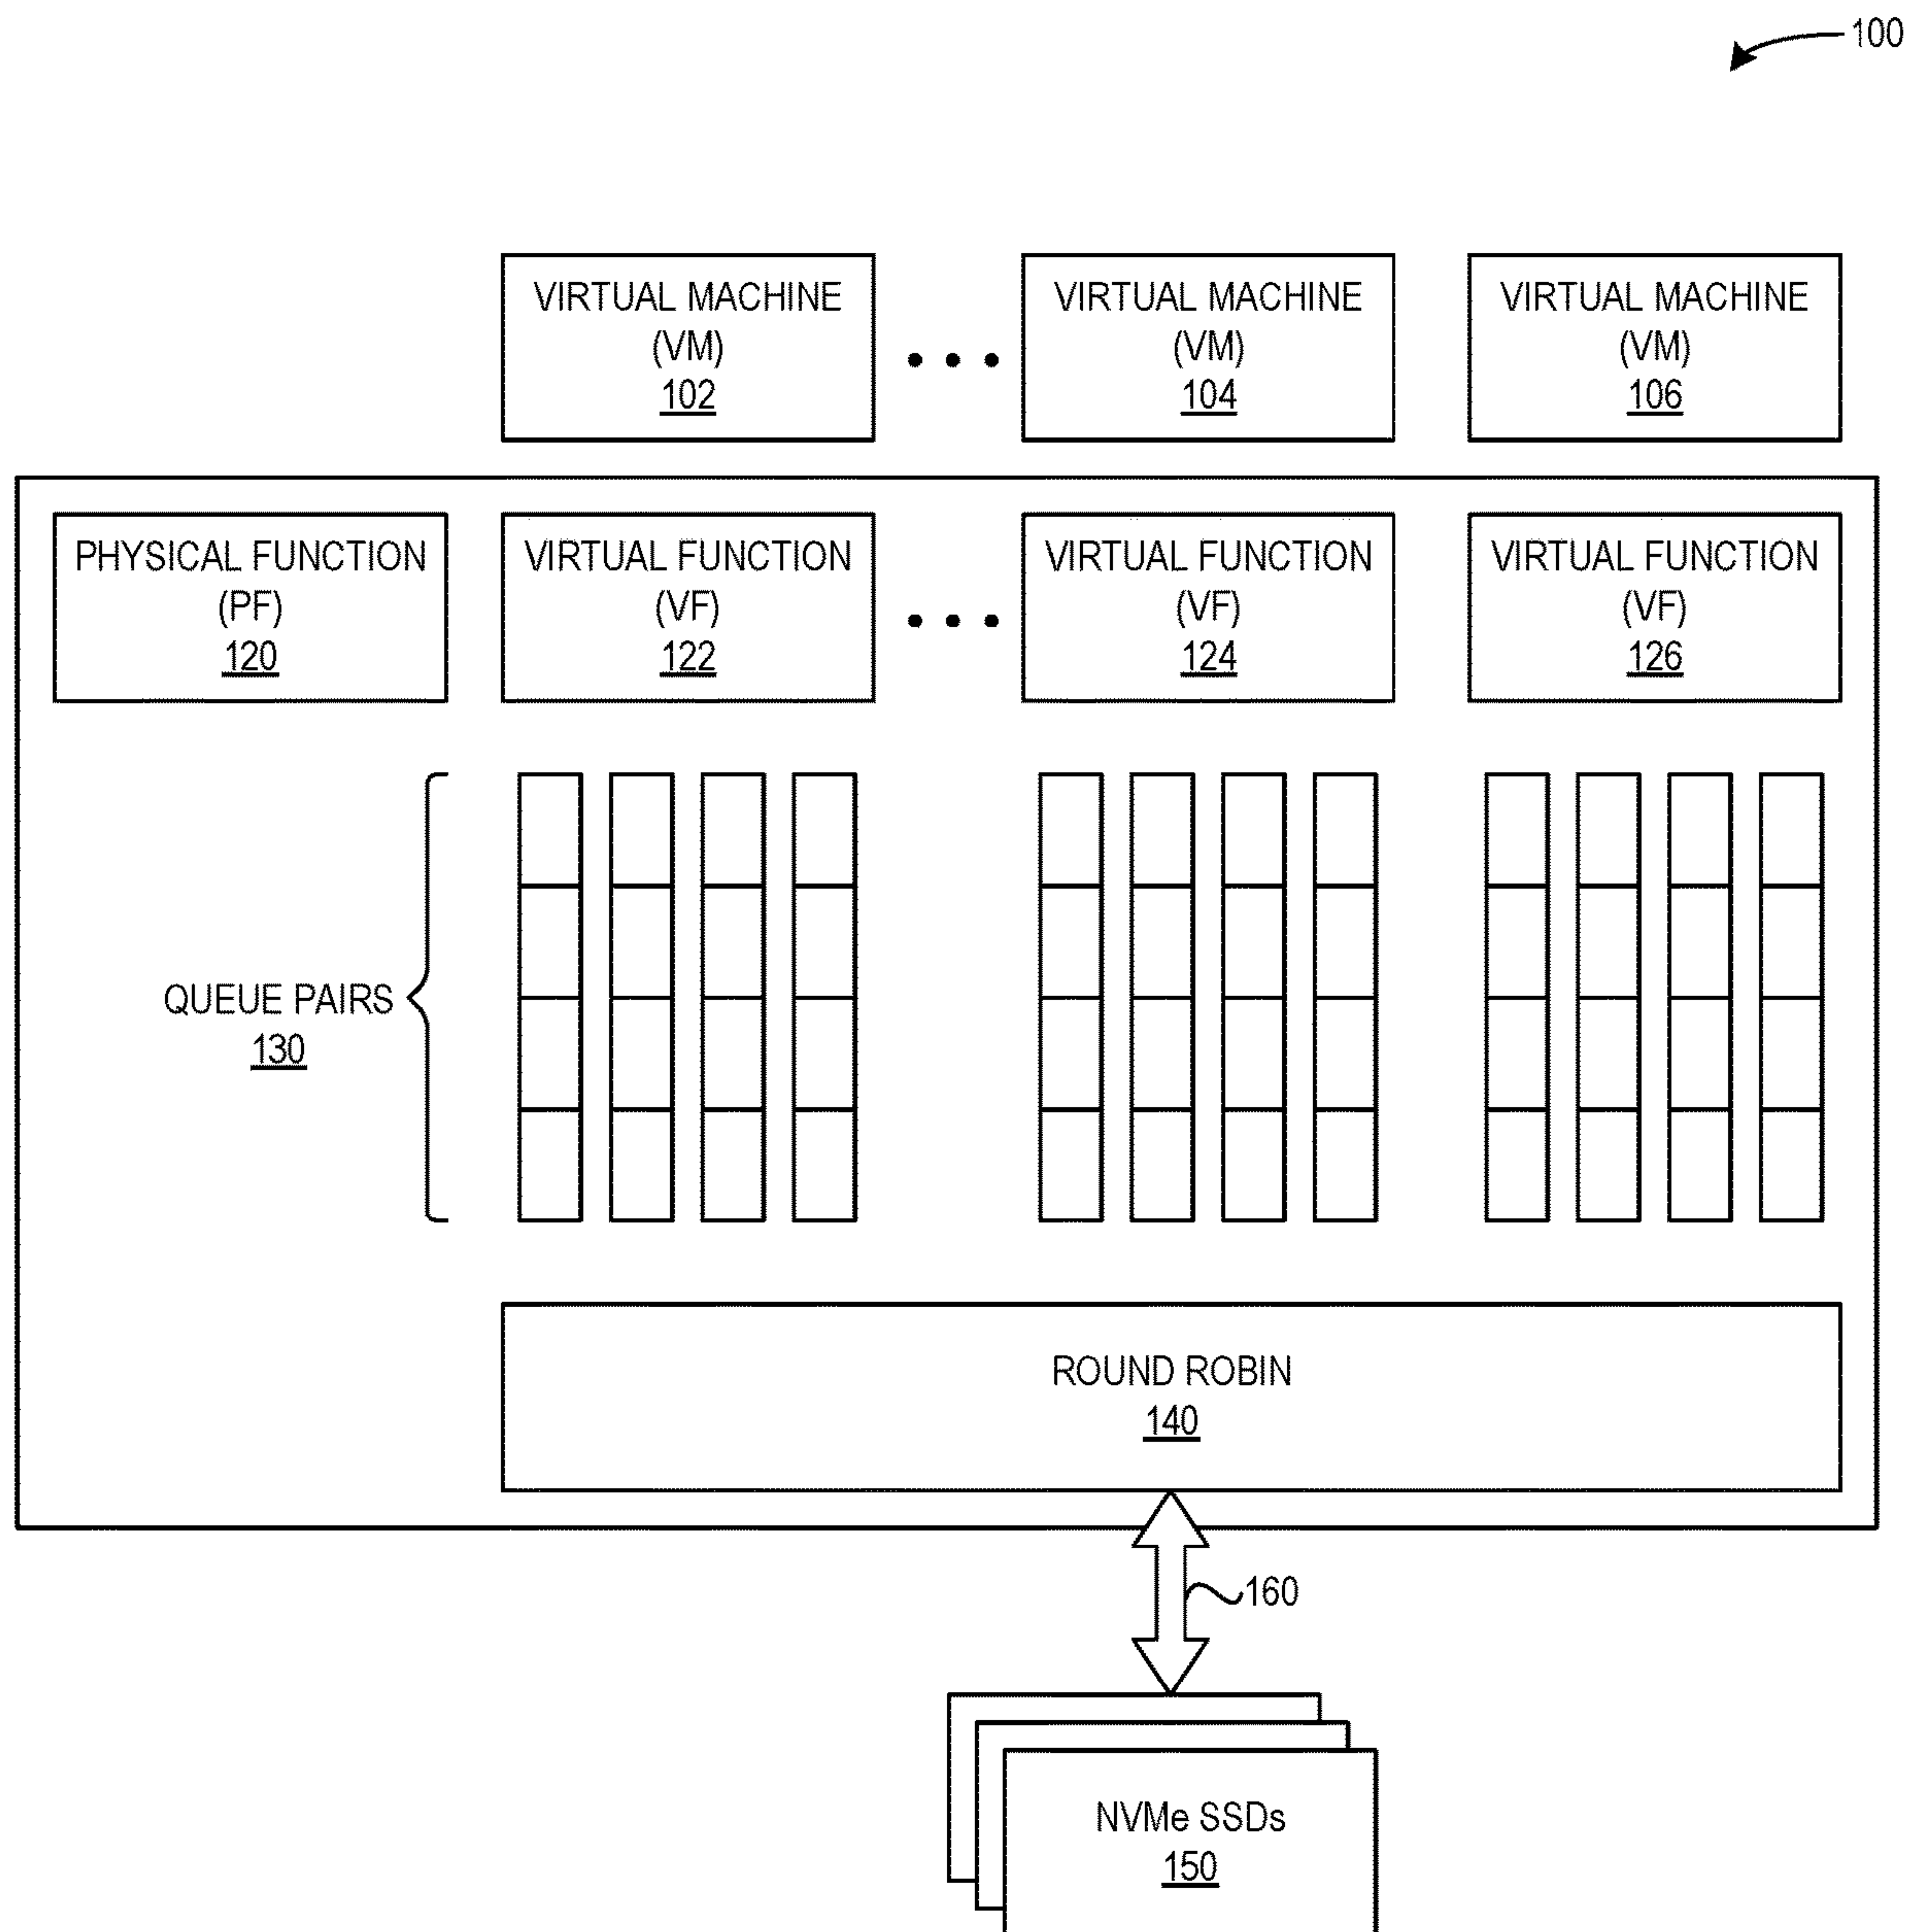 100
VIRTUAL MACHINE
(VM)
102
VIRTUAL MACHINE
(VM)
104
VIRTUAL MACHINE
(VM)
106
PHYSICAL FUNCTION
(PF)
120
VIRTUAL FUNCTION
(VF)
122
VIRTUAL FUNCTION
(VF)
124
VIRTUAL FUNCTION
(VF)
126
QUEUE PAIRS
130
ROUND ROBIN
140
160
NVMe SSDs
150